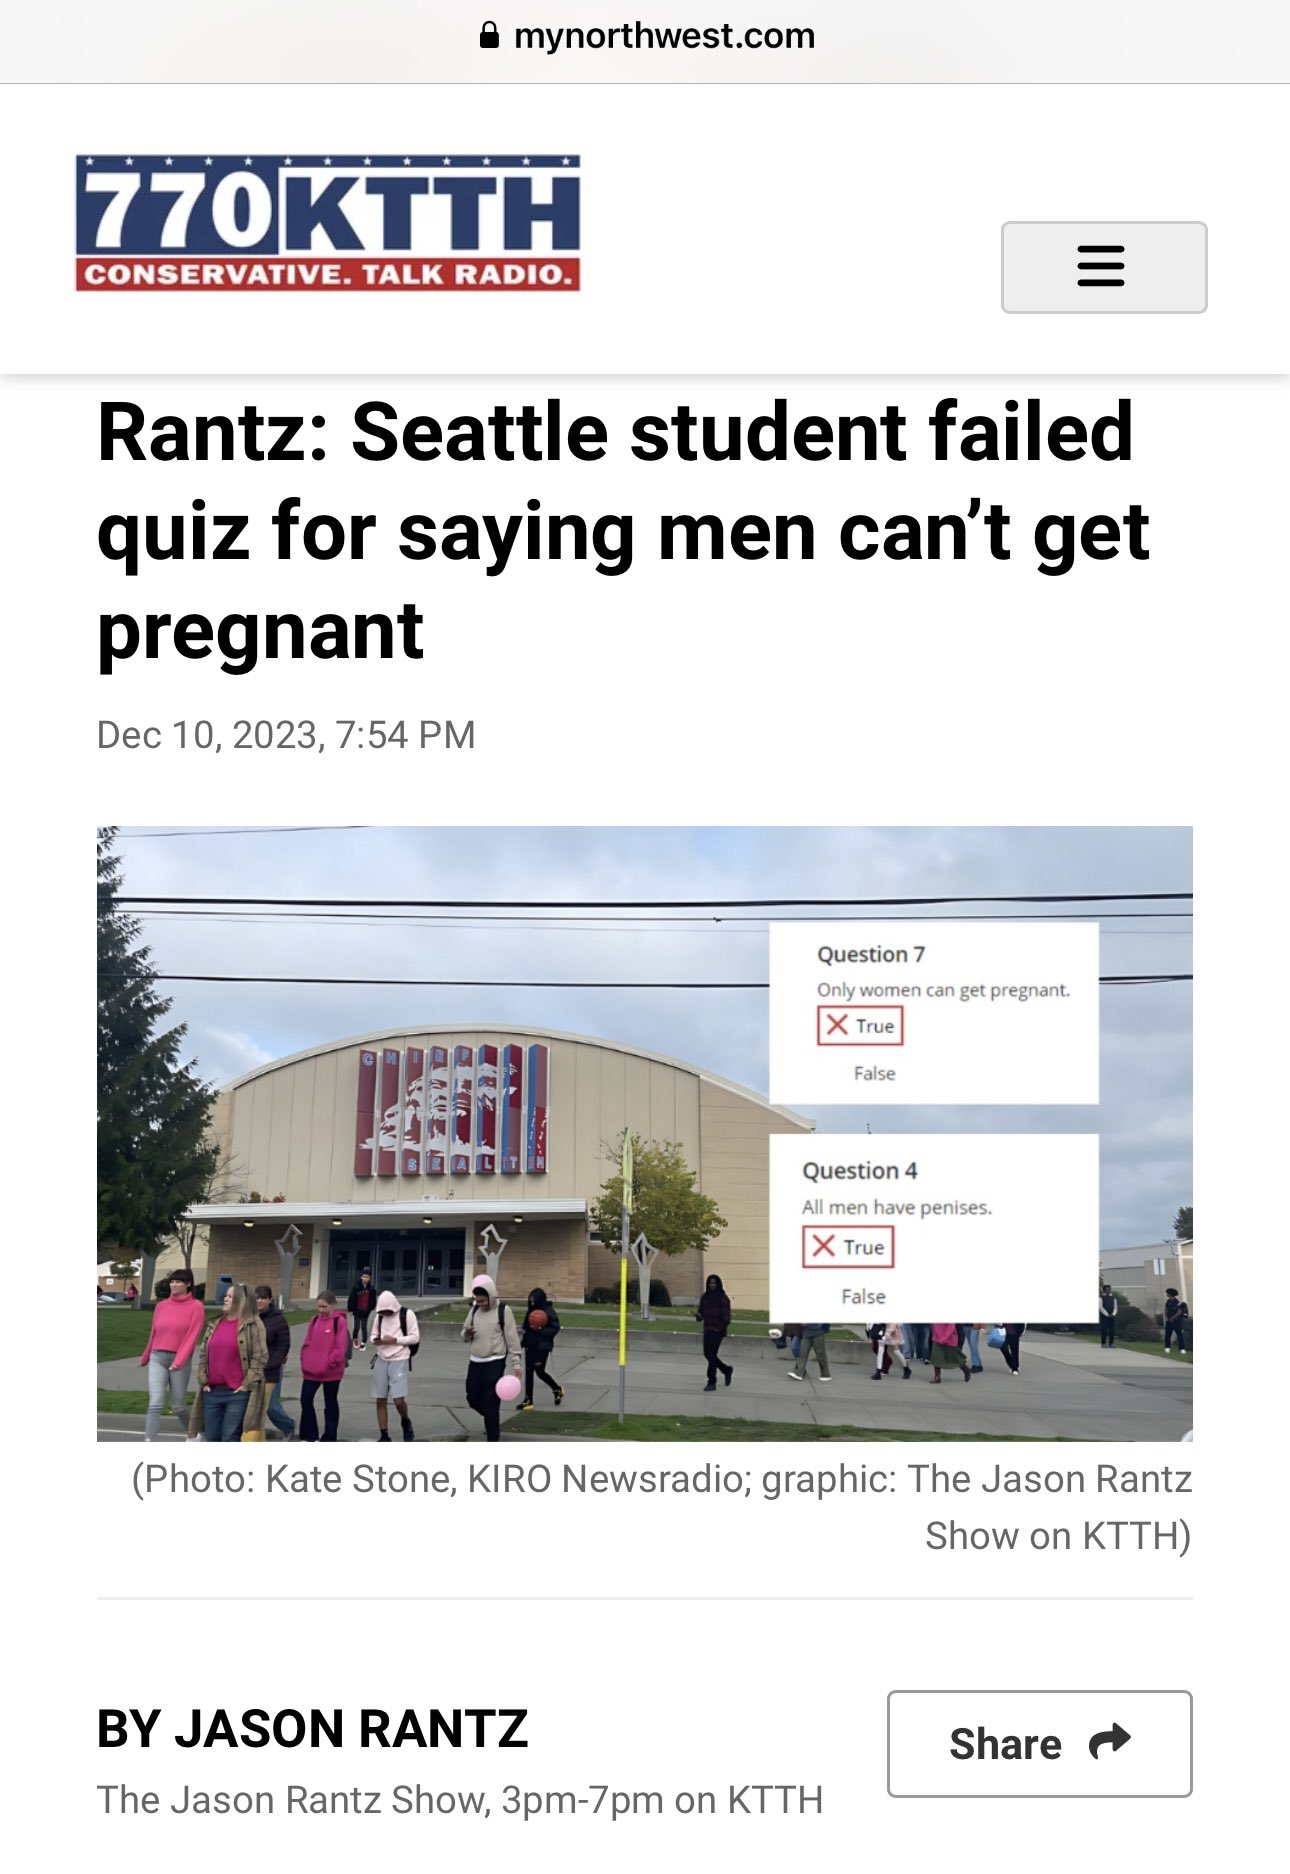 mynorthwest.com
770KTTH
CONSERVATIVE. TALK RADIO.
Rantz: Seattle student failed
quiz for saying men can’t get
pregnant
Dec 10, 2023, 7:54 PM
CHIEF
SEALTH
Question 7
Only women can get pregnant.
True
False
Question 4
All men have penises.
True
False
(Photo: Kate Stone, KIRO Newsradio; graphic: The Jason Rantz
Show on KTTH)
BY JASON RANTZ
The Jason Rantz Show, 3pm-7pm on KTTH
Share